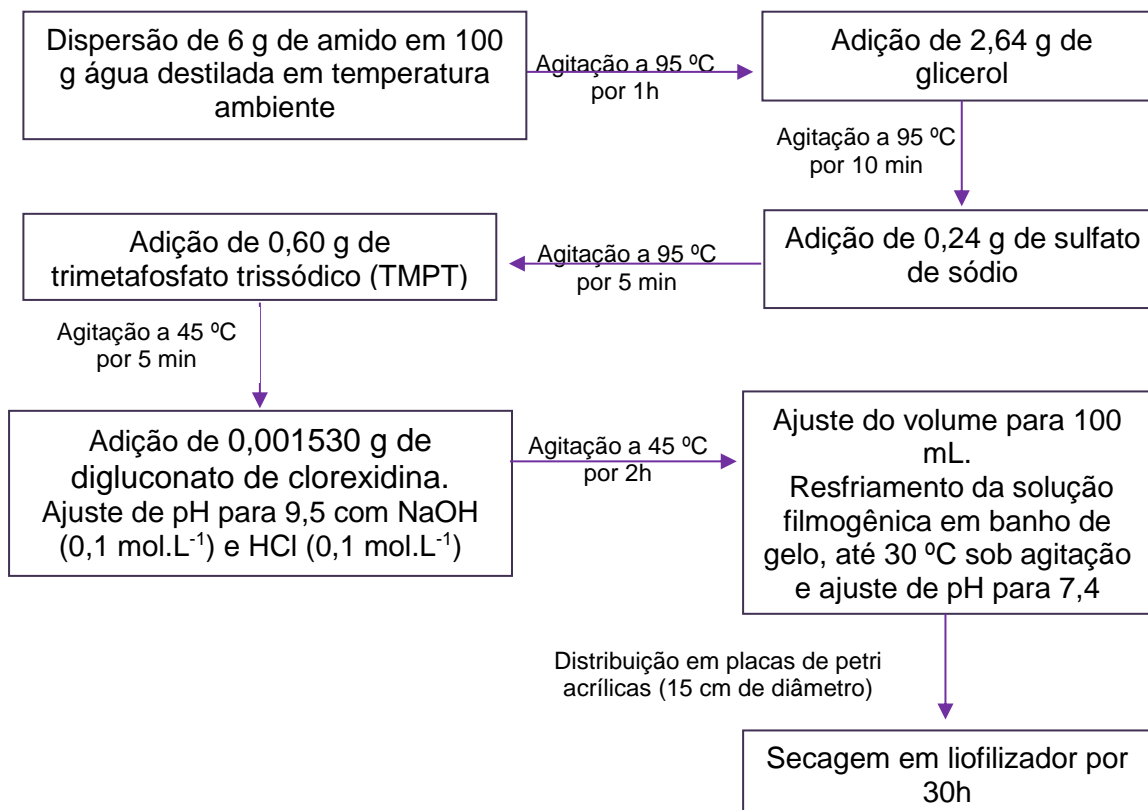 Dispersão de 6 g de amido em 100
g água destilada em temperatura
ambiente
Agitação a 95 ºC
por 1h
Adição de 2,64 g de
glicerol
Agitação a 95 ºC
por 10 min
Adição de 0,24 g de sulfato
de sódio
Agitação a 95 ºC
por 5 min
Adição de 0,60 g de
trimetafosfato trissódico (TMPT)
Agitação a 45 ºC
por 5 min
Adição de 0,001530 g de
digluconato de clorexidina.
Ajuste de pH para 9,5 com NaOH
(0,1 mol.L⁻¹) e HCl (0,1 mol.L⁻¹)
Agitação a 45 ºC
por 2h
Ajuste do volume para 100
mL.
Resfriamento da solução
filmogênica em banho de
gelo, até 30 ºC sob agitação
e ajuste de pH para 7,4
Distribuição em placas de petri
acrílicas (15 cm de diâmetro)
Secagem em liofilizador por
30h